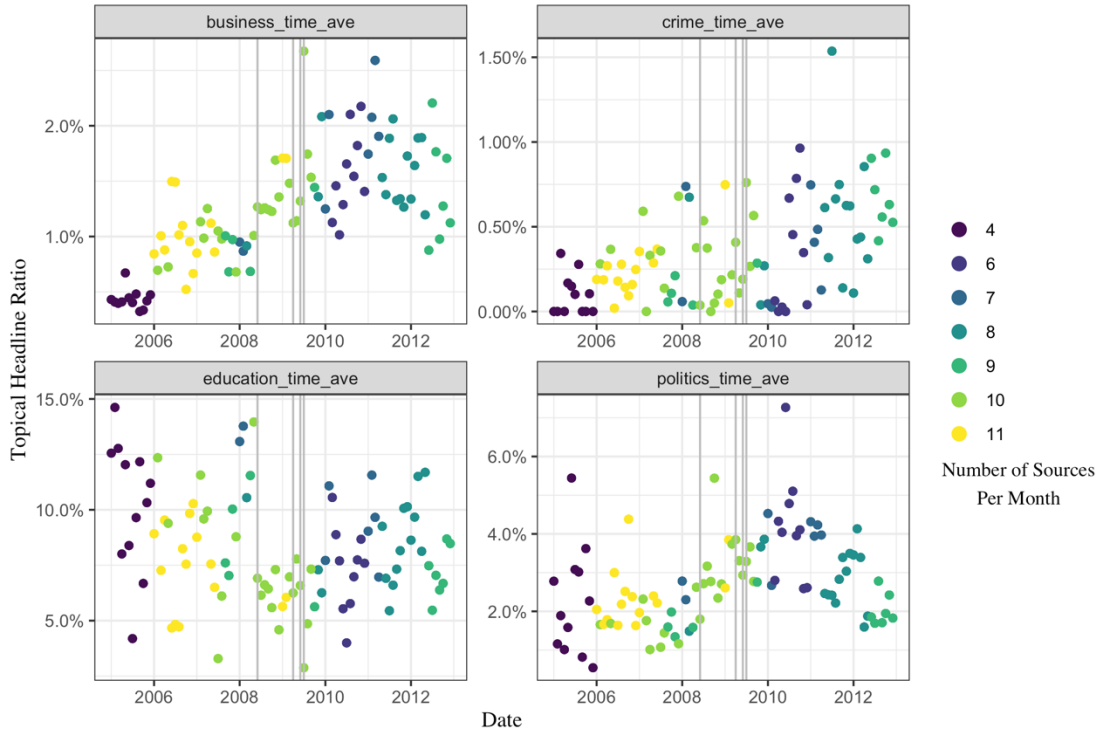 business_time_ave
crime_time_ave
2.0%
1.0%
1.50%
1.00%
0.50%
0.00%
2006 2008 2010 2012
2006 2008 2010 2012
education_time_ave
politics_time_ave
15.0%
10.0%
5.0%
6.0%
4.0%
2.0%
2006 2008 2010 2012
2006 2008 2010 2012
Topical Headline Ratio
Date
4
6
7
8
9
10
11
Number of Sources
Per Month